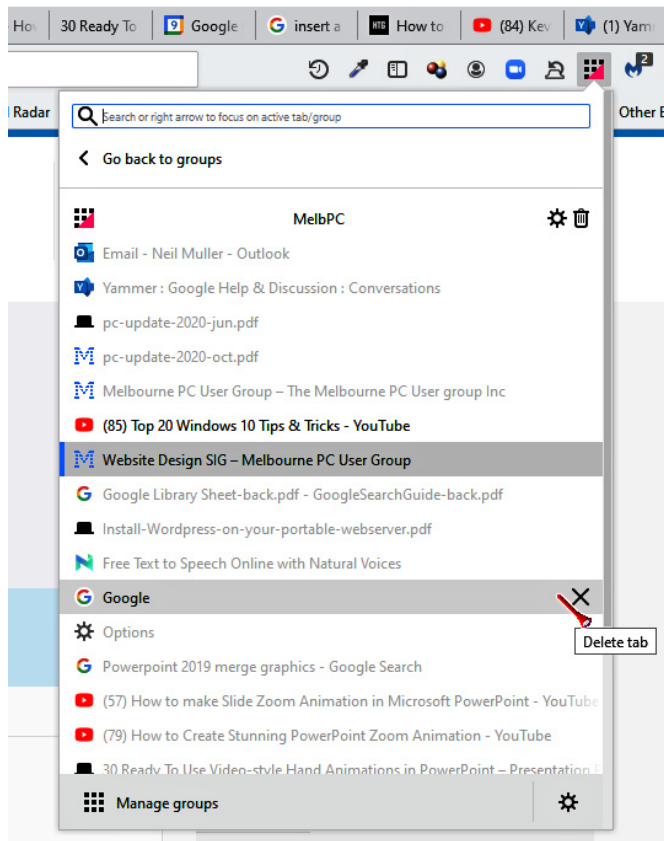 How
30 Ready To
9
Google
insert a
HTG
How to
(84) Kev
(1) Yam
2
Radar
Other
Search or right arrow to focus on active tab/group
Go back to groups
MelbPC
Email - Neil Muller - Outlook
Yammer : Google Help & Discussion : Conversations
pc-update-2020-jun.pdf
pc-update-2020-oct.pdf
Melbourne PC User Group – The Melbourne PC User group Inc
(85) Top 20 Windows 10 Tips & Tricks - YouTube
Website Design SIG – Melbourne PC User Group
Google Library Sheet-back.pdf - GoogleSearchGuide-back.pdf
Install-Wordpress-on-your-portable-webserver.pdf
Free Text to Speech Online with Natural Voices
Google
Options
Delete tab
Powerpoint 2019 merge graphics - Google Search
(57) How to make Slide Zoom Animation in Microsoft PowerPoint - YouTube
(79) How to Create Stunning PowerPoint Zoom Animation - YouTube
30 Ready To Use Video-style Hand Animations in PowerPoint – Presentation
Manage groups